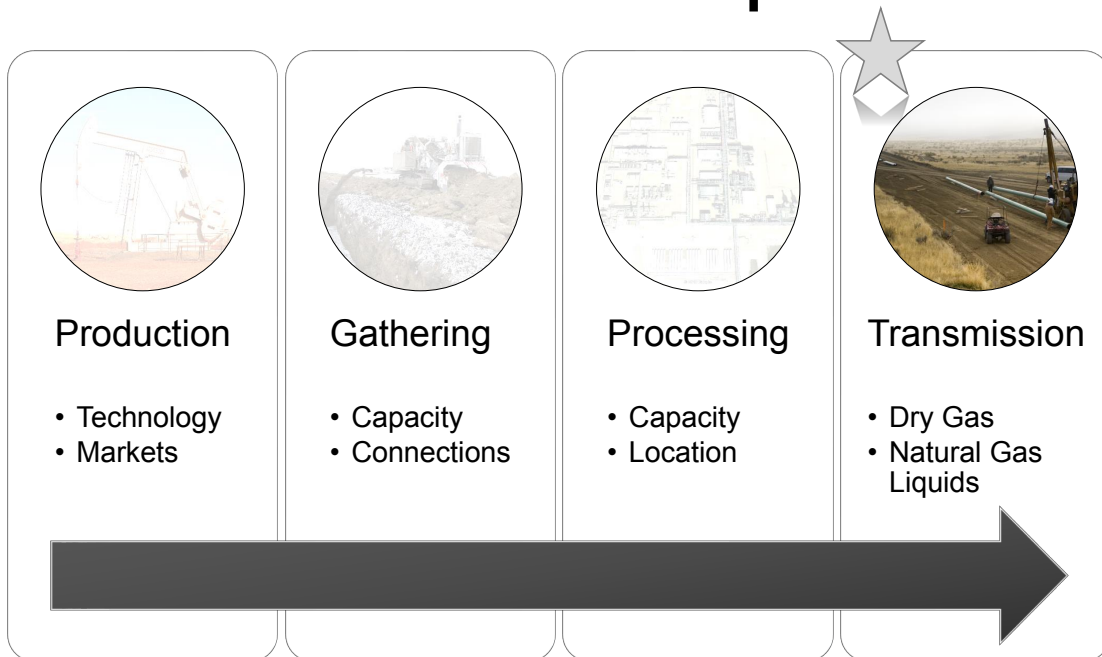 Production
• Technology
• Markets
Gathering
• Capacity
• Connections
Processing
• Capacity
• Location
Transmission
• Dry Gas
• Natural Gas
Liquids